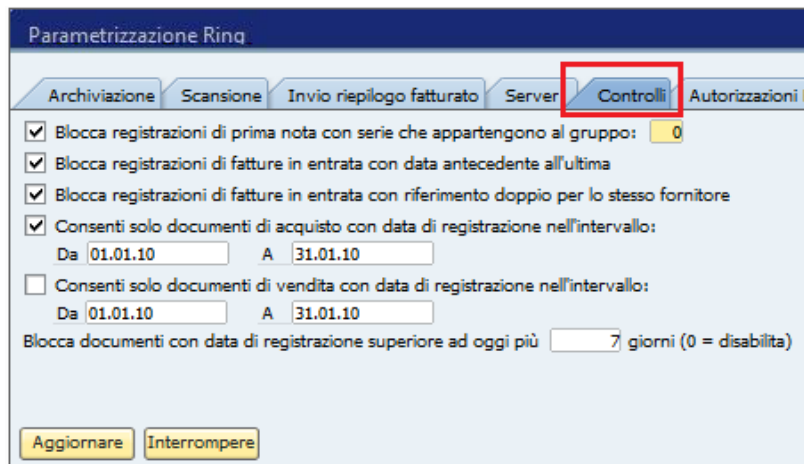 Parametrizzazione Ring
Archiviazione Scansione Invio riepilogo fatturato Server Controlli Autorizzazioni
Blocca registrazioni di prima nota con serie che appartengono al gruppo: 0
Blocca registrazioni di fatture in entrata con data antecedente all'ultima
Blocca registrazioni di fatture in entrata con riferimento doppio per lo stesso fornitore
Consenti solo documenti di acquisto con data di registrazione nell'intervallo:
Da 01.01.10 A 31.01.10
Consenti solo documenti di vendita con data di registrazione nell'intervallo:
Da 01.01.10 A 31.01.10
Blocca documenti con data di registrazione superiore ad oggi più 7 giorni (0 = disabilita)
Aggiornare Interrompere